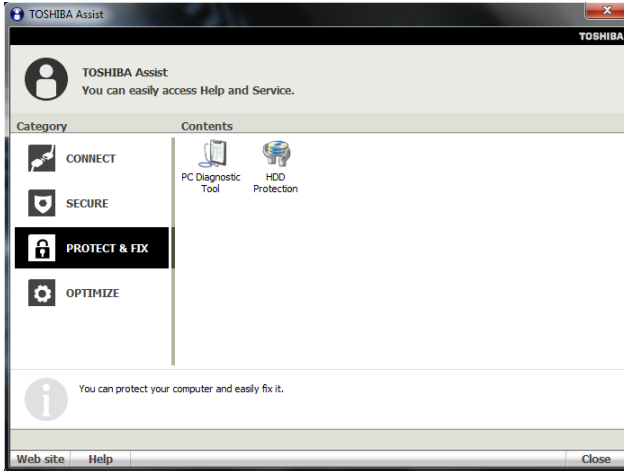 TOSHIBA Assist
TOSHIBA
TOSHIBA Assist
You can easily access Help and Service.
Category
Contents
CONNECT
SECURE
PROTECT & FIX
OPTIMIZE
PC Diagnostic
Tool
HDD
Protection
You can protect your computer and easily fix it.
Web site
Help
Close